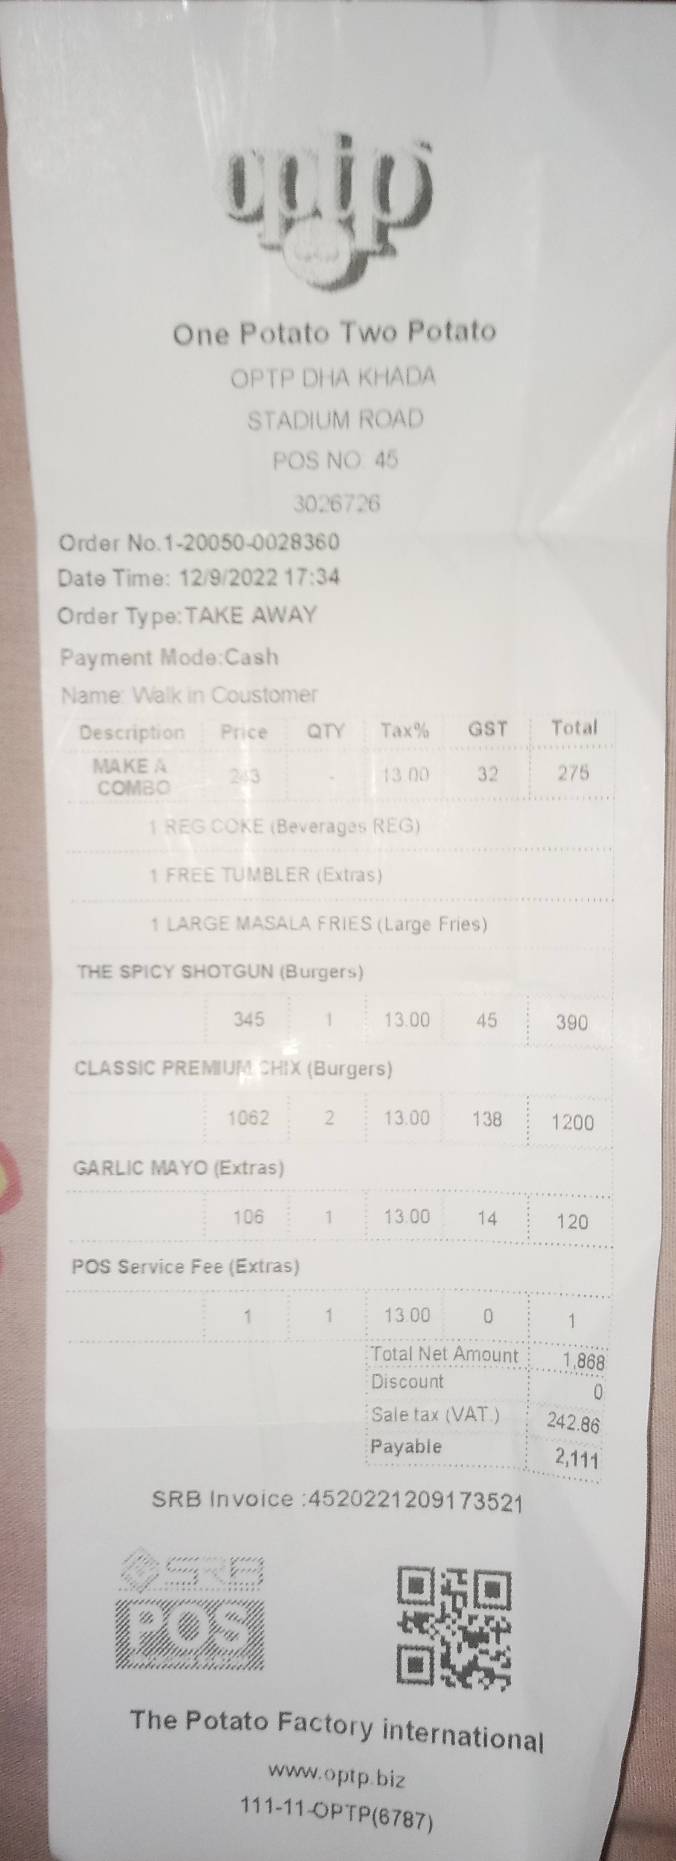 optp
One Potato Two Potato
OPTP DHA KHADA
STADIUM ROAD
POS NO. 45
3026726
Order No.1-20050-0028360
Date Time: 12/9/2022 17:34
Order Type:TAKE AWAY
Payment Mode:Cash
Name: Walk in Coustomer
Description Price QTY Tax% GST Total
MAKE A COMBO 243 - 13.00 32 275
1 REG COKE (Beverages REG)
1 FREE TUMBLER (Extras)
1 LARGE MASALA FRIES (Large Fries)
THE SPICY SHOTGUN (Burgers)
345 1 13.00 45 390
CLASSIC PREMIUM CHIX (Burgers)
1062 2 13.00 138 1200
GARLIC MAYO (Extras)
106 1 13.00 14 120
POS Service Fee (Extras)
1 1 13.00 0 1
Total Net Amount 1,868
Discount 0
Sale tax (VAT.) 242.86
Payable 2,111
SRB Invoice :4520221209173521
SRB
POS
The Potato Factory international
www.optp.biz
111-11-OPTP(6787)